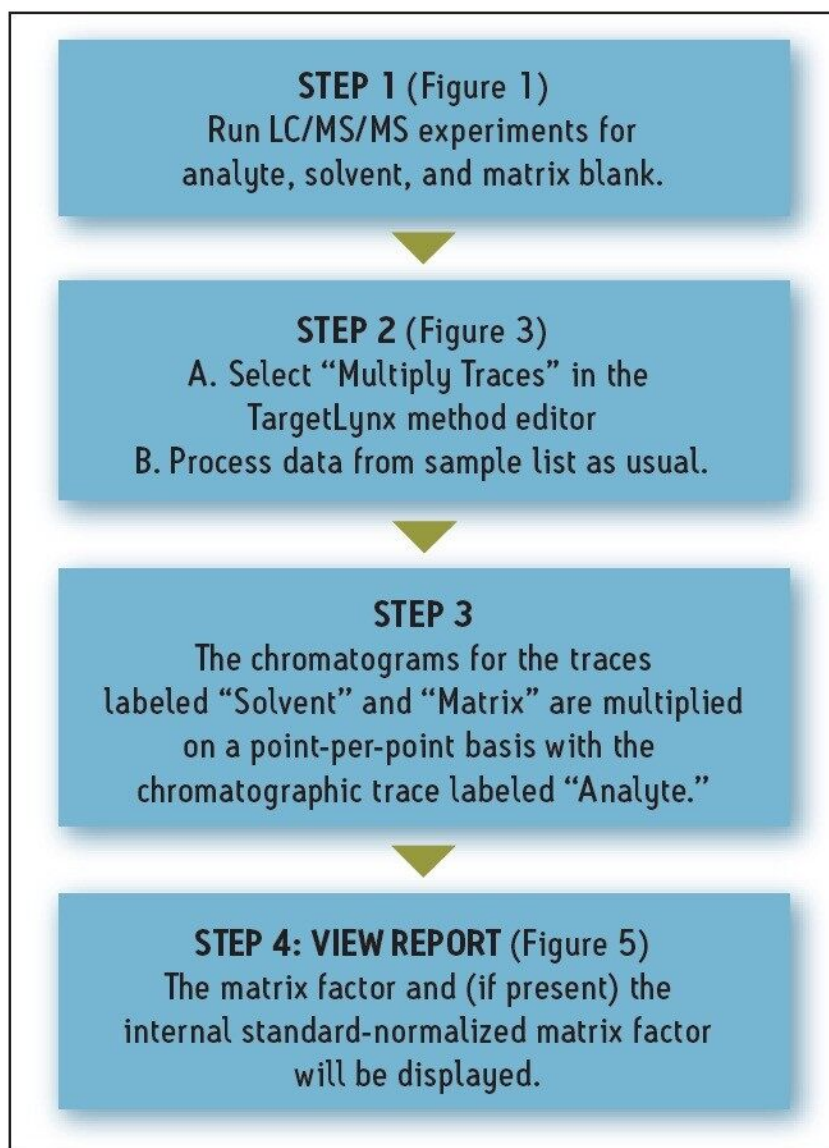 STEP 1 (Figure 1)
Run LC/MS/MS experiments for
analyte, solvent, and matrix blank.
STEP 2 (Figure 3)
A. Select “Multiply Traces” in the
TargetLynx method editor
B. Process data from sample list as usual.
STEP 3
The chromatograms for the traces
labeled “Solvent” and “Matrix” are multiplied
on a point-per-point basis with the
chromatographic trace labeled “Analyte.”
STEP 4: VIEW REPORT (Figure 5)
The matrix factor and (if present) the
internal standard-normalized matrix factor
will be displayed.